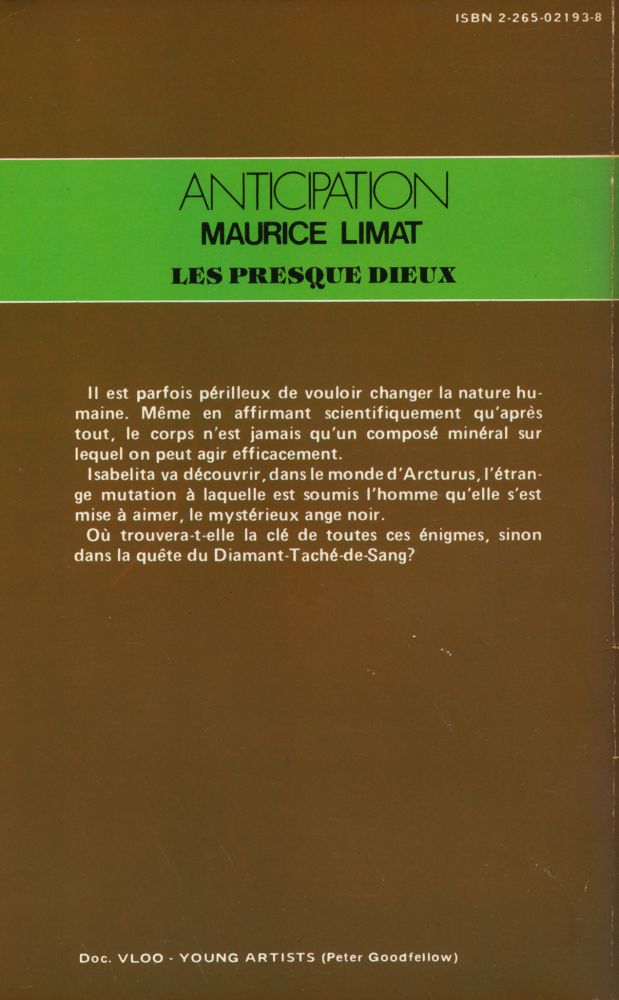 ISBN 2-265-02193-8
ANTICIPATION
MAURICE LIMAT
LES PRESQUE DIEUX
Il est parfois périlleux de vouloir changer la nature hu-
maine. Même en affirmant scientifiquement qu'après
tout, le corps n'est jamais qu'un composé minéral sur
lequel on peut agir efficacement.
Isabelita va découvrir, dans le monde d'Arcturus, l'étran-
ge mutation à laquelle est soumis l'homme qu'elle s'est
mise à aimer, le mystérieux ange noir.
Où trouvera-t-elle la clé de toutes ces énigmes, sinon
dans la quête du Diamant-Taché-de-Sang?
Doc. VLOO - YOUNG ARTISTS (Peter Goodfellow)